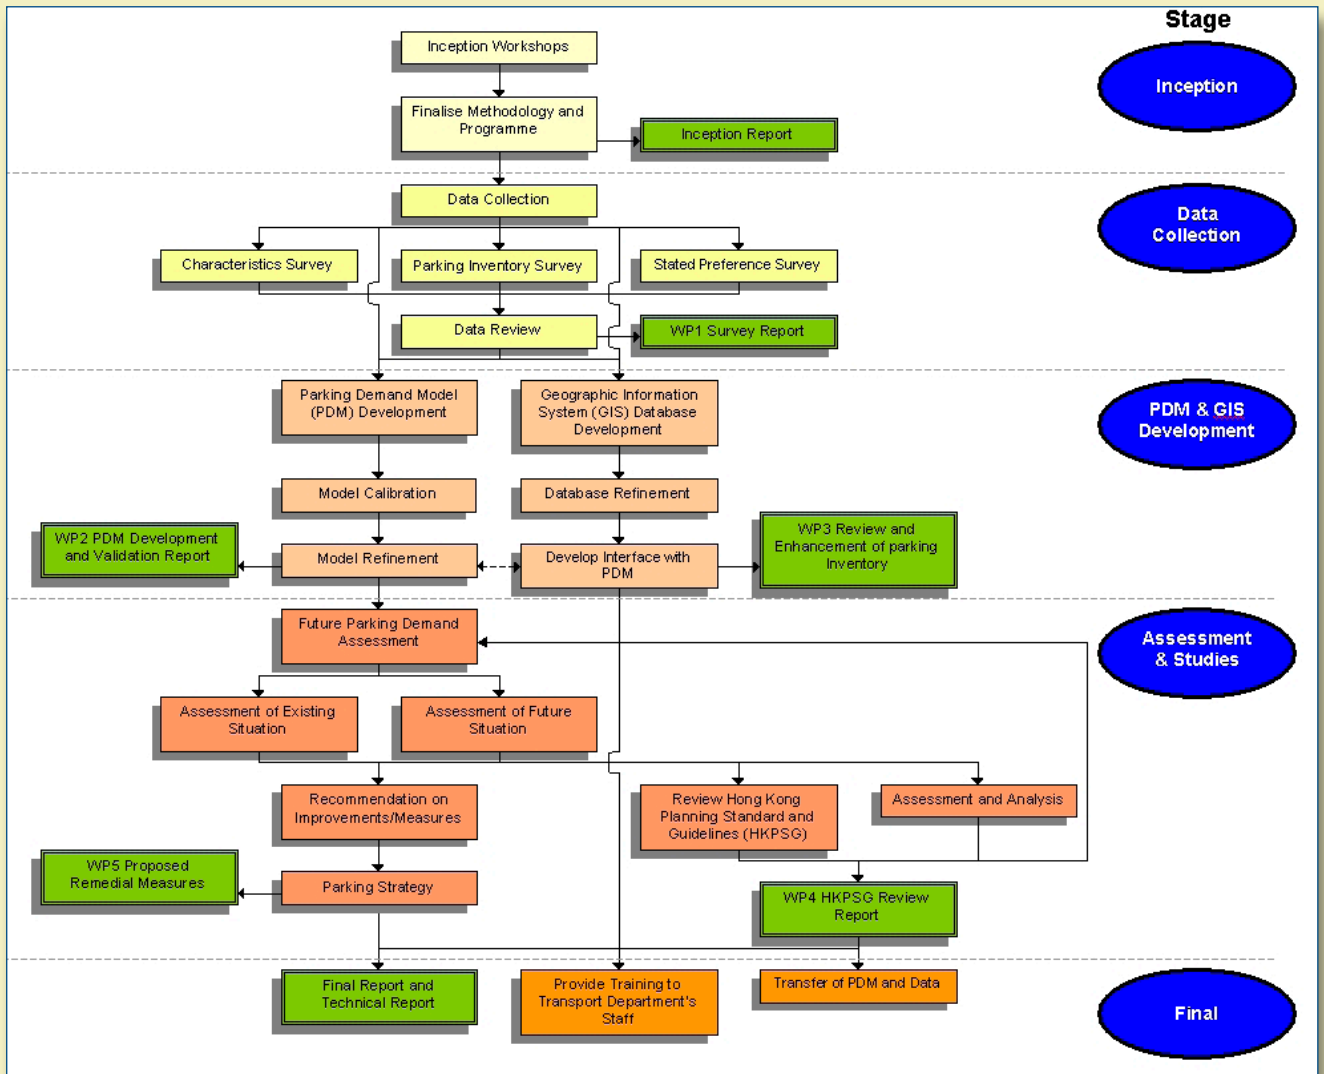 Stage
Inception Workshops
Inception
Finalise Methodology and
Programme
Inception Report
Data Collection
Data
Collection
Characteristics Survey
Parking Inventory Survey
Stated Preference Survey
Data Review
WP1 Survey Report
Parking Demand Model
(PDM) Development
Geographic Information
System (GIS) Database
Development
PDM & GIS
Development
Model Calibration
Database Refinement
WP2 PDM Development
and Validation Report
Model Refinement
Develop Interface with
PDM
WP3 Review and
Enhancement of parking
Inventory
Future Parking Demand
Assessment
Assessment
& Studies
Assessment of Existing
Situation
Assessment of Future
Situation
Recommendation on
Improvements/Measures
Review Hong Kong
Planning Standard and
Guidelines (HKPSG)
Assessment and Analysis
WP5 Proposed
Remedial Measures
Parking Strategy
WP4 HKPSG Review
Report
Final Report and
Technical Report
Provide Training to
Transport Department's
Staff
Transfer of PDM and Data
Final